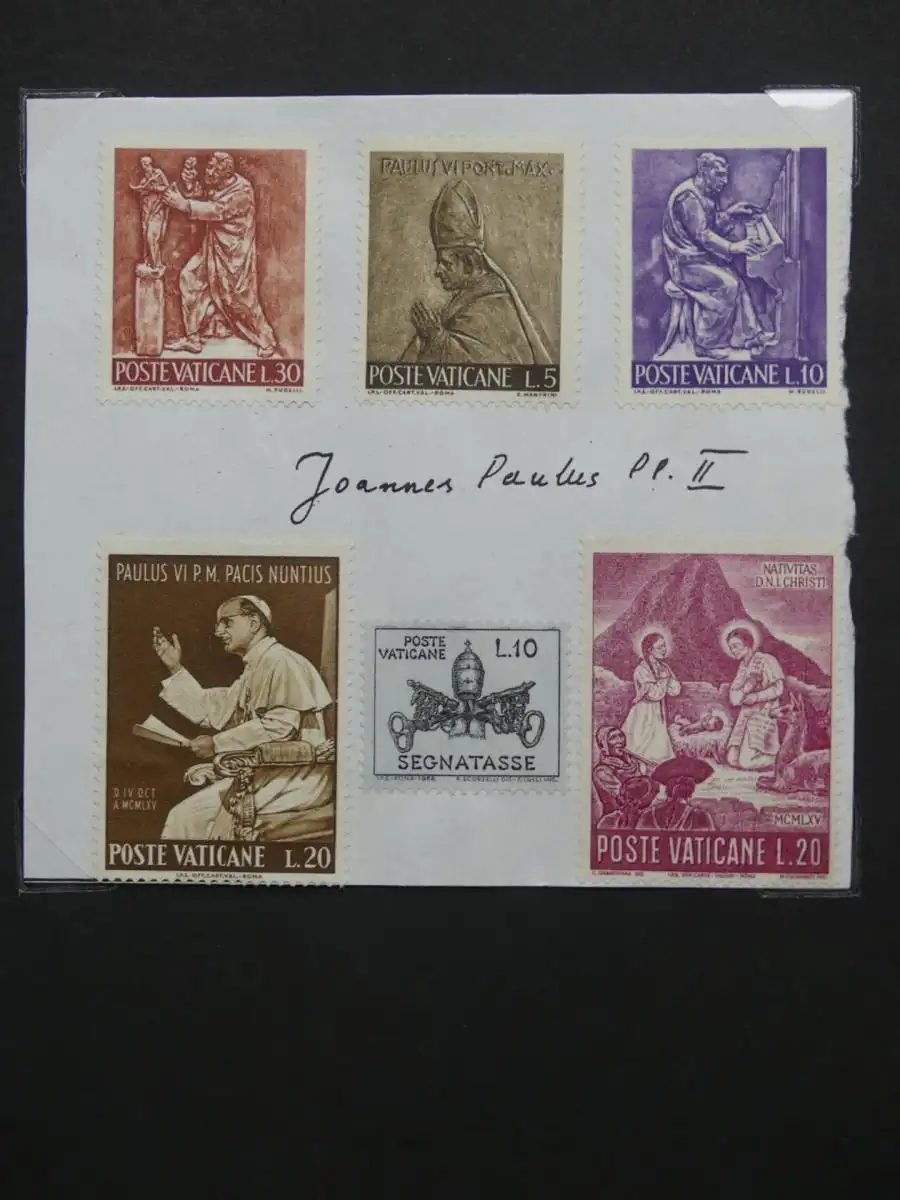 POSTE VATICANE L.30
PAULUS VI PONT. MAX.
POSTE VATICANE L.5
POSTE VATICANE L.10
Joannes Paulus PP. II
PAULUS VI P.M. PACIS NUNTIUS
D IV OCT
A MCMLXV
POSTE VATICANE L.20
POSTE
VATICANE
L.10
SEGNATASSE
NATIVITAS
D.N.I.CHRISTI
MCMLXV
POSTE VATICANE L.20